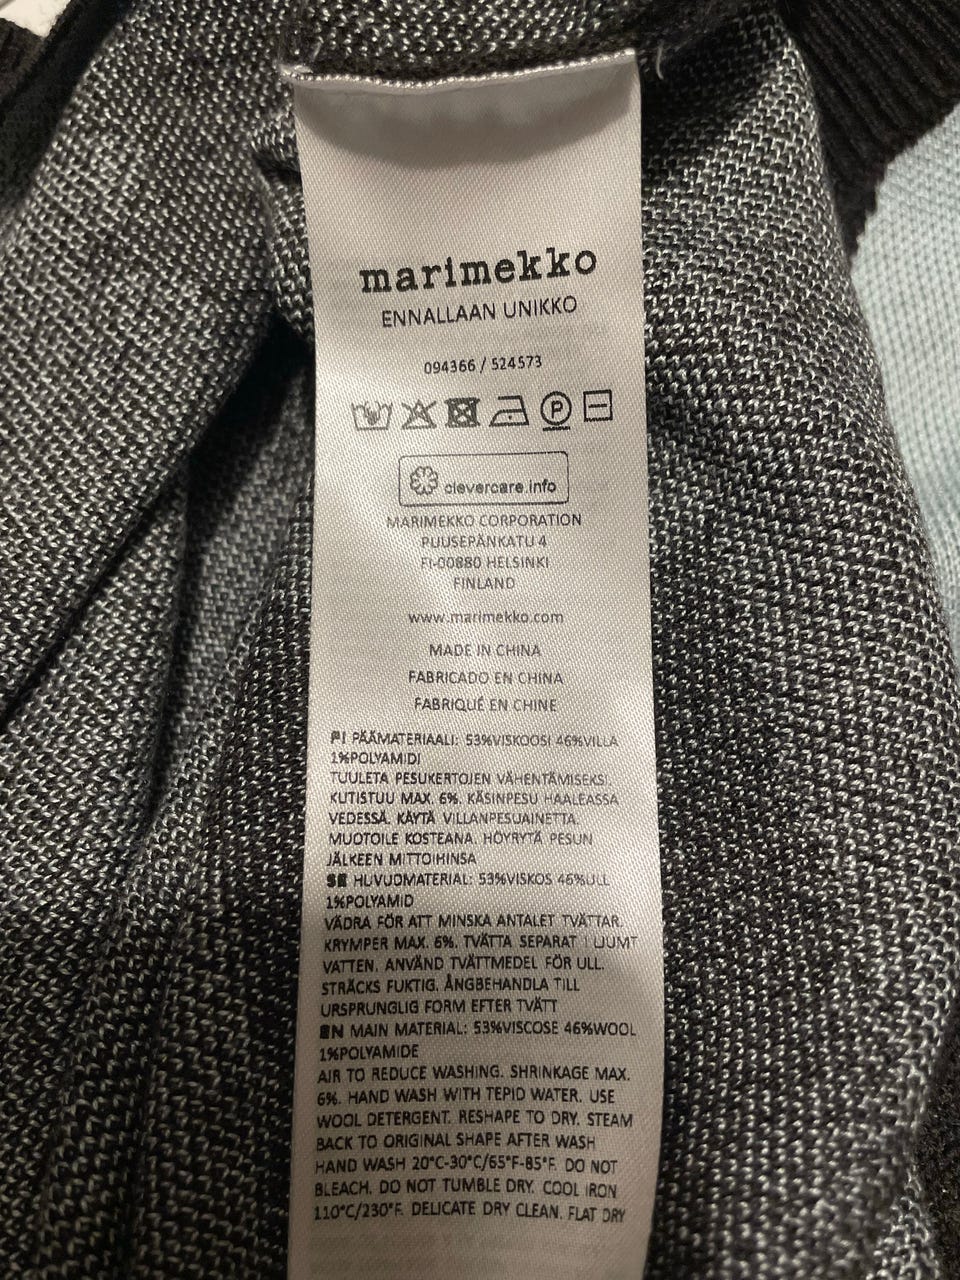 marimekko
ENNALLAAN UNIKKO
094366 / 524573
P
clevercare.info
MARIMEKKO CORPORATION
PUUSEPÄNKATU 4
FI-00880 HELSINKI
FINLAND
www.marimekko.com
MADE IN CHINA
FABRICADO EN CHINA
FABRIQUÉ EN CHINE
FI PÄÄMATERIAALI: 53%VISKOOSI 46%VILLA
1%POLYAMIDI
TUULETA PESUKERTOJEN VÄHENTÄMISEKSI.
KUTISTUU MAX. 6%. KÄSINPESU HAALEASSA
VEDESSÄ. KÄYTÄ VILLANPESUAINETTA.
MUOTOILE KOSTEANA. HÖYRYTÄ PESUN
JÄLKEEN MITTOIHINSA
SE HUVUDMATERIAL: 53%VISKOS 46%ULL
1%POLYAMID
VÄDRA FÖR ATT MINSKA ANTALET TVÄTTAR.
KRYMPER MAX. 6%. TVÄTTA SEPARAT I LJUMT
VATTEN. ANVÄND TVÄTTMEDEL FÖR ULL.
STRÄCKS FUKTIG. ÅNGBEHANDLA TILL
URSPRUNGLIG FORM EFTER TVÄTT
EN MAIN MATERIAL: 53%VISCOSE 46%WOOL
1%POLYAMIDE
AIR TO REDUCE WASHING. SHRINKAGE MAX.
6%. HAND WASH WITH TEPID WATER. USE
WOOL DETERGENT. RESHAPE TO DRY. STEAM
BACK TO ORIGINAL SHAPE AFTER WASH
HAND WASH 20°C-30°C/65°F-85°F. DO NOT
BLEACH. DO NOT TUMBLE DRY. COOL IRON
110°C/230°F. DELICATE DRY CLEAN. FLAT DRY